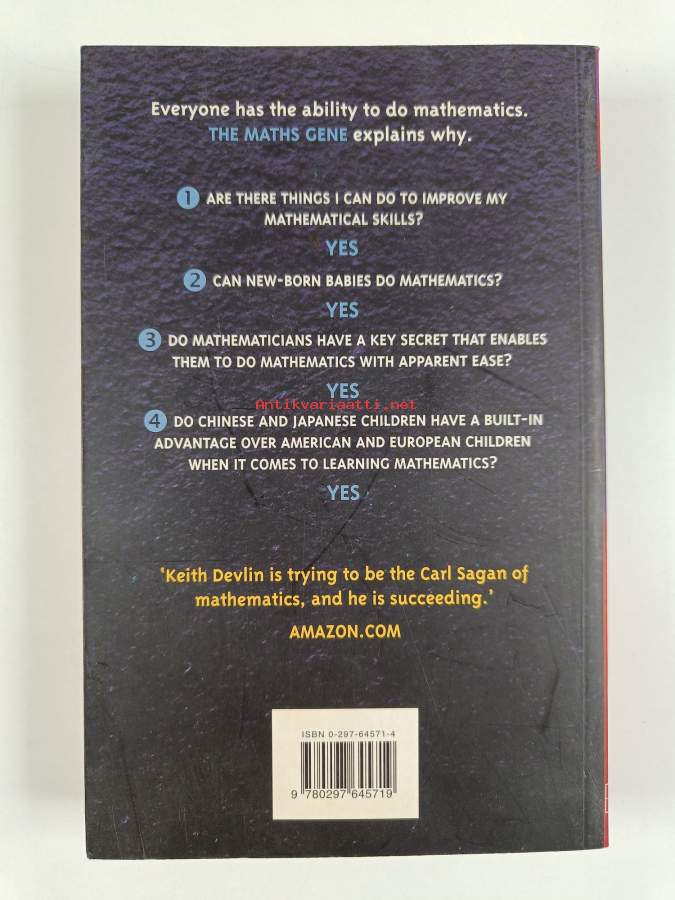 Everyone has the ability to do mathematics.
THE MATHS GENE explains why.
1 ARE THERE THINGS I CAN DO TO IMPROVE MY
MATHEMATICAL SKILLS?
YES
2 CAN NEW-BORN BABIES DO MATHEMATICS?
YES
3 DO MATHEMATICIANS HAVE A KEY SECRET THAT ENABLES
THEM TO DO MATHEMATICS WITH APPARENT EASE?
YES
Antikvariaatti.net
4 DO CHINESE AND JAPANESE CHILDREN HAVE A BUILT-IN
ADVANTAGE OVER AMERICAN AND EUROPEAN CHILDREN
WHEN IT COMES TO LEARNING MATHEMATICS?
YES
‘Keith Devlin is trying to be the Carl Sagan of
mathematics, and he is succeeding.’
AMAZON.COM
ISBN 0-297-64571-4
9 780297 645719